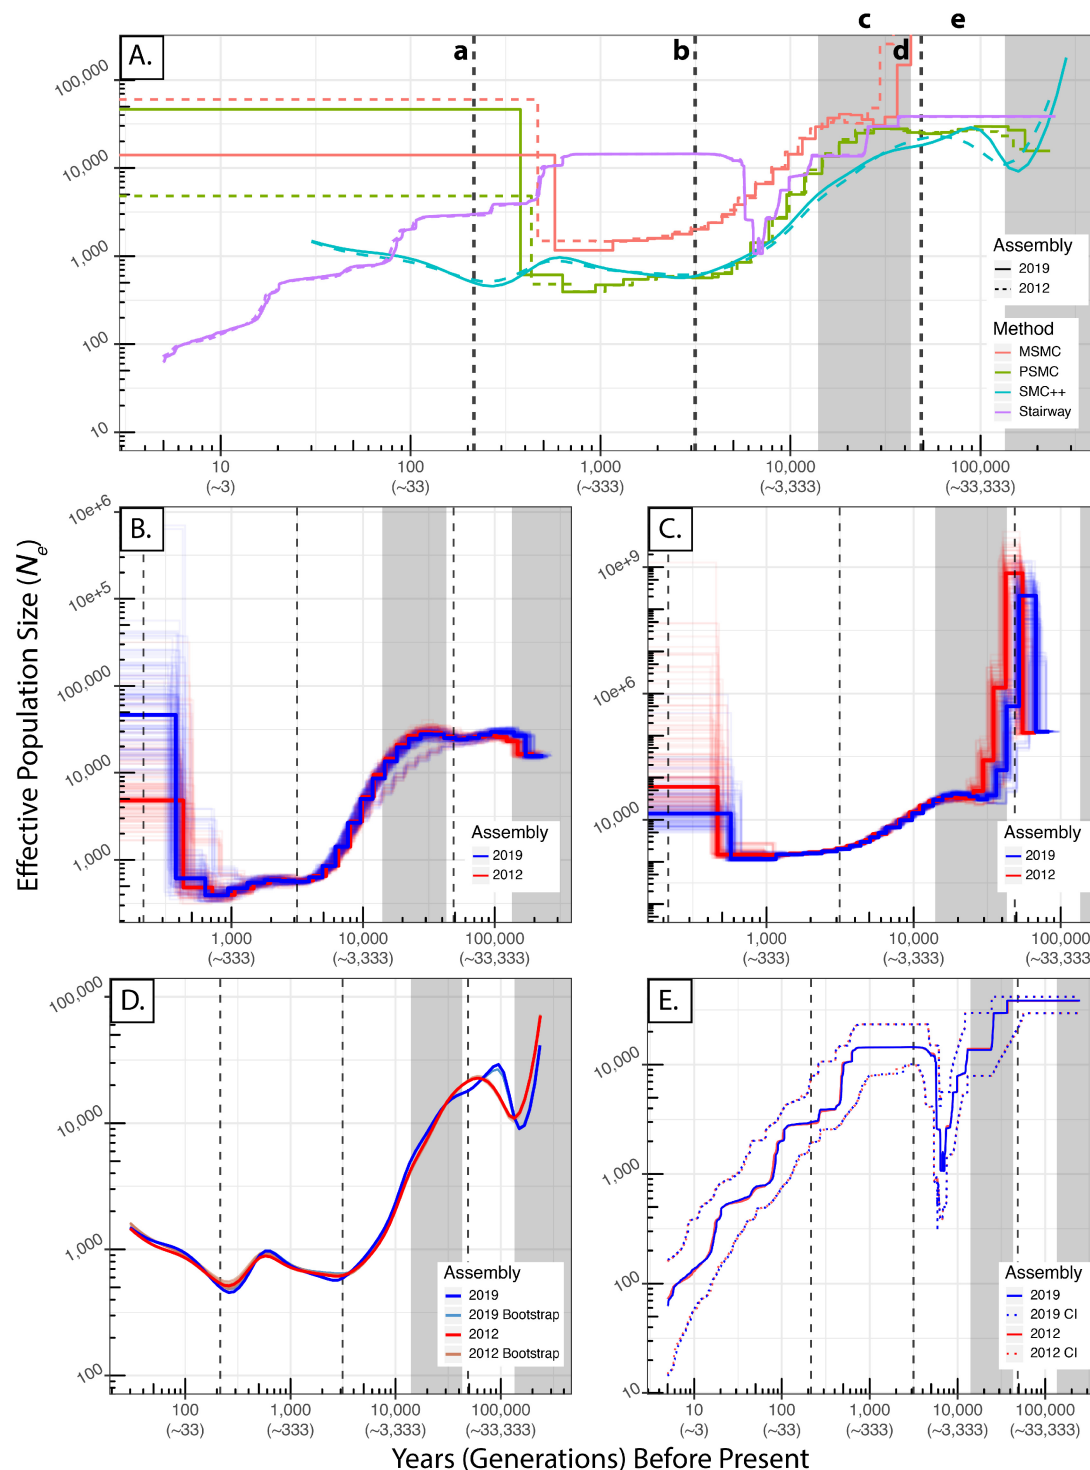 c
e
A.
a
b
d
100,000
10,000
1,000
100
10
Assembly
2019
2012
Method
MSMC
PSMC
SMC++
Stairway
10
100
1,000
10,000
100,000
(~3)
(~33)
(~333)
(~3,333)
(~33,333)
Effective Population Size (Ne)
B.
10e+6
10e+5
100,000
10,000
1,000
Assembly
2019
2012
1,000
10,000
100,000
(~333)
(~3,333)
(~33,333)
C.
10e+9
10e+6
10,000
Assembly
2019
2012
1,000
10,000
100,000
(~333)
(~3,333)
(~33,333)
D.
100,000
10,000
1,000
100
Assembly
2019
2019 Bootstrap
2012
2012 Bootstrap
100
1,000
10,000
100,000
(~33)
(~333)
(~3,333)
(~33,333)
E.
10,000
1,000
100
10
Assembly
2019
2019 CI
2012
2012 CI
10
100
1,000
10,000
100,000
(~3)
(~33)
(~333)
(~3,333)
(~33,333)
Years (Generations) Before Present